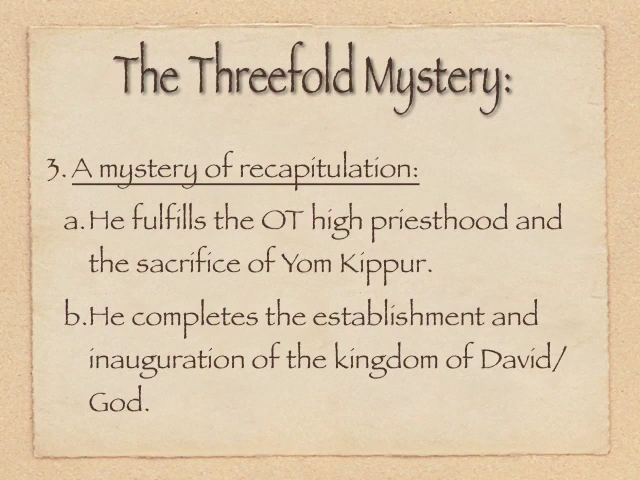 The Threefold Mystery:
3. A mystery of recapitulation:
a. He fulfills the OT high priesthood and
the sacrifice of Yom Kippur.
b.He completes the establishment and
inauguration of the kingdom of David/
God.